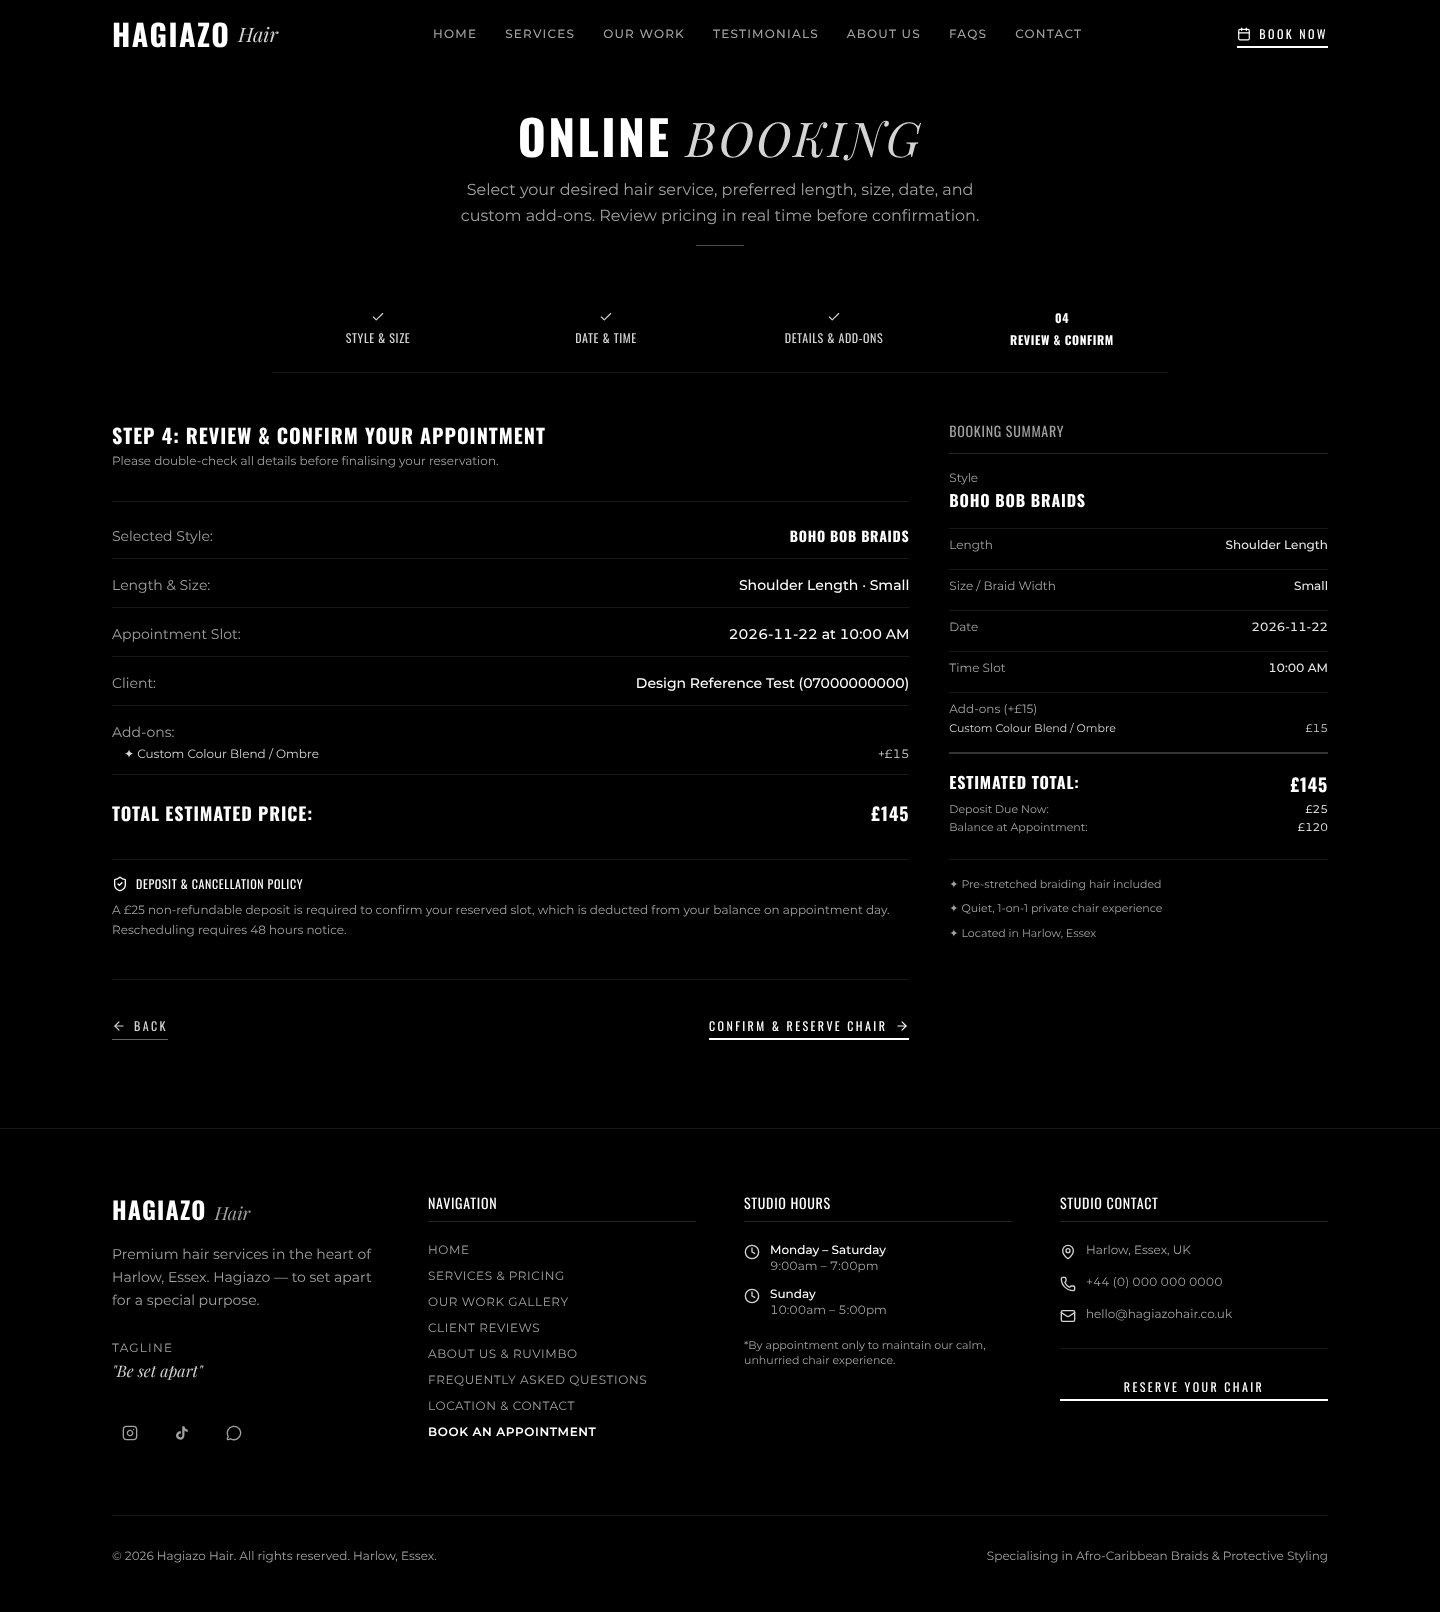 HAGIAZO Hair
HOME SERVICES OUR WORK TESTIMONIALS ABOUT US FAQS CONTACT
BOOK NOW
ONLINE BOOKING
Select your desired hair service, preferred length, size, date, and
custom add-ons. Review pricing in real time before confirmation.
STYLE & SIZE
DATE & TIME
DETAILS & ADD-ONS
04
REVIEW & CONFIRM
STEP 4: REVIEW & CONFIRM YOUR APPOINTMENT
Please double-check all details before finalising your reservation.
Selected Style: BOHO BOB BRAIDS
Length & Size: Shoulder Length · Small
Appointment Slot: 2026-11-22 at 10:00 AM
Client: Design Reference Test (07000000000)
Add-ons:
✦ Custom Colour Blend / Ombre +£15
TOTAL ESTIMATED PRICE: £145
DEPOSIT & CANCELLATION POLICY
A £25 non-refundable deposit is required to confirm your reserved slot, which is deducted from your balance on appointment day.
Rescheduling requires 48 hours notice.
BACK
CONFIRM & RESERVE CHAIR
BOOKING SUMMARY
Style
BOHO BOB BRAIDS
Length Shoulder Length
Size / Braid Width Small
Date 2026-11-22
Time Slot 10:00 AM
Add-ons (+£15)
Custom Colour Blend / Ombre £15
ESTIMATED TOTAL: £145
Deposit Due Now: £25
Balance at Appointment: £120
✦ Pre-stretched braiding hair included
✦ Quiet, 1-on-1 private chair experience
✦ Located in Harlow, Essex
HAGIAZO Hair
Premium hair services in the heart of
Harlow, Essex. Hagiazo — to set apart
for a special purpose.
TAGLINE
"Be set apart"
NAVIGATION
HOME
SERVICES & PRICING
OUR WORK GALLERY
CLIENT REVIEWS
ABOUT US & RUVIMBO
FREQUENTLY ASKED QUESTIONS
LOCATION & CONTACT
BOOK AN APPOINTMENT
STUDIO HOURS
Monday – Saturday
9:00am – 7:00pm
Sunday
10:00am – 5:00pm
*By appointment only to maintain our calm,
unhurried chair experience.
STUDIO CONTACT
Harlow, Essex, UK
+44 (0) 000 000 0000
hello@hagiazohair.co.uk
RESERVE YOUR CHAIR
© 2026 Hagiazo Hair. All rights reserved. Harlow, Essex.
Specialising in Afro-Caribbean Braids & Protective Styling